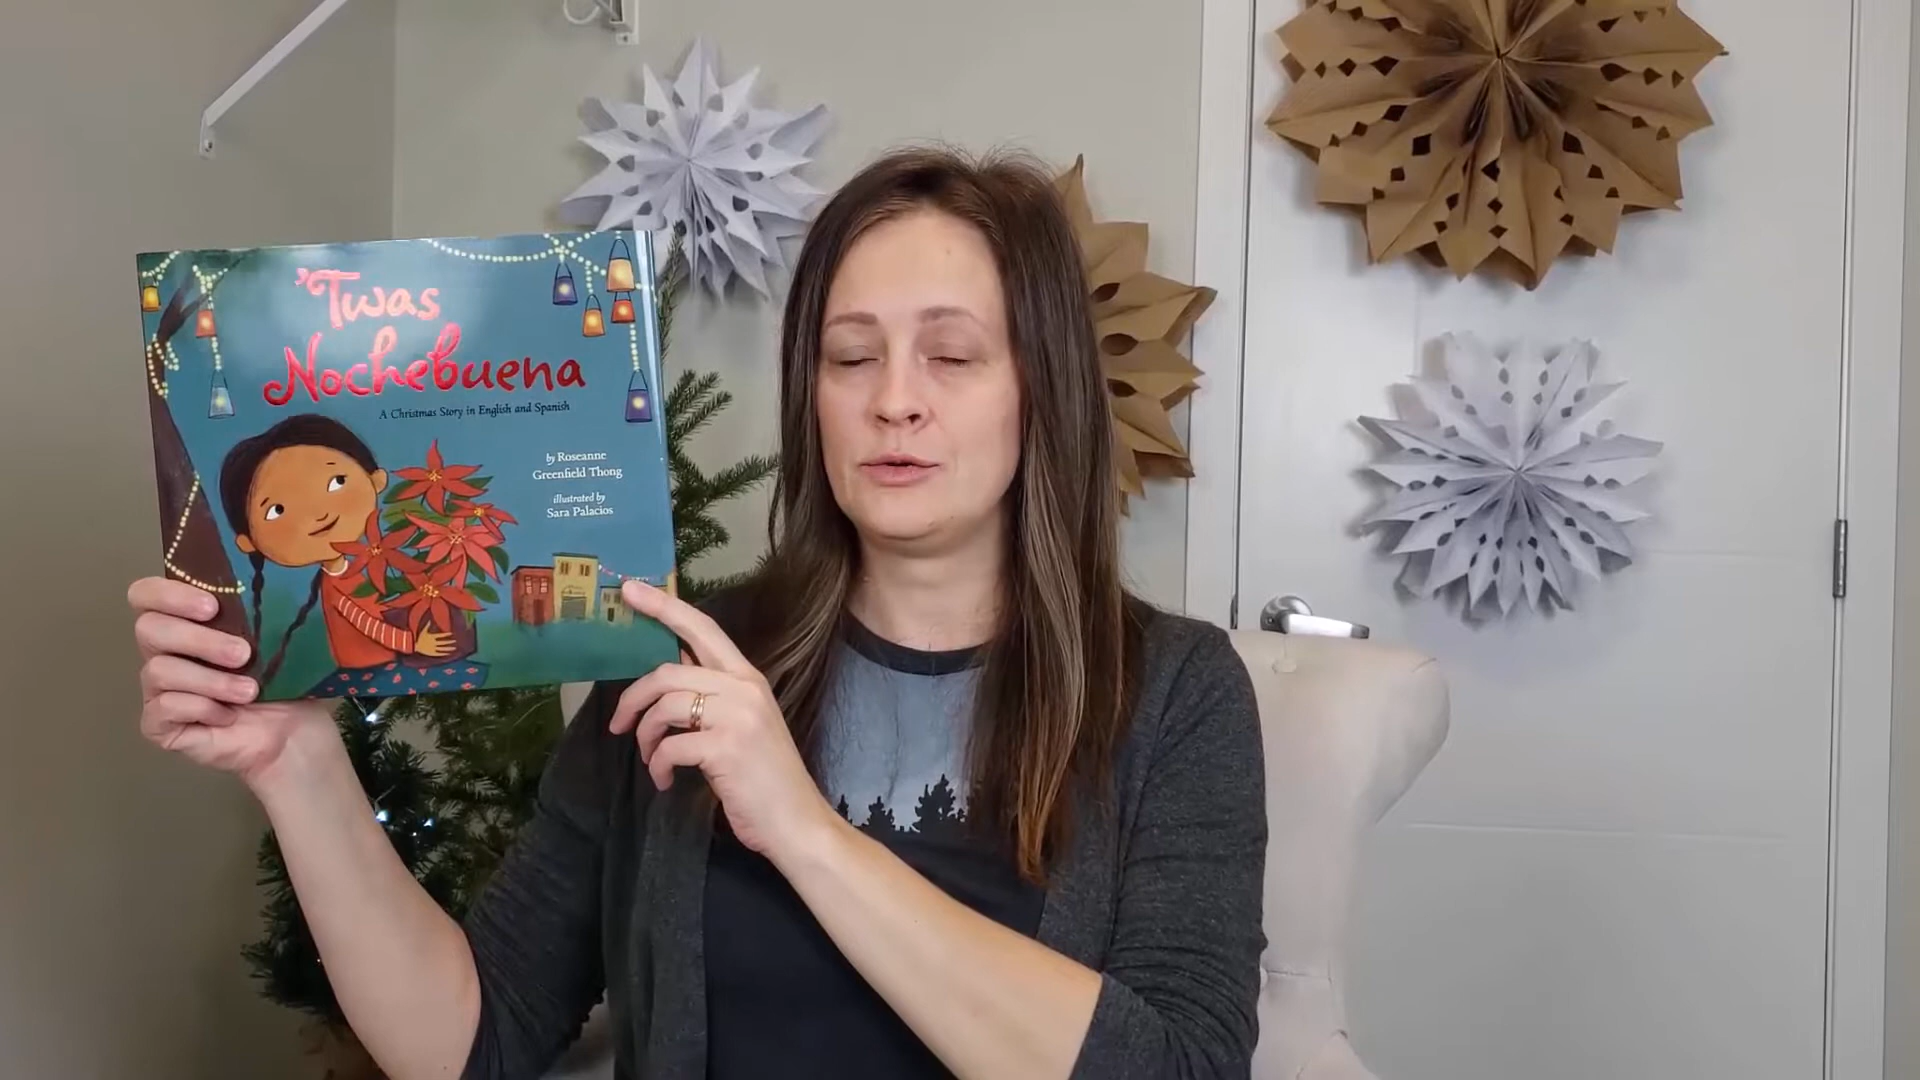 'Twas
Nochebuena
A Christmas Story in English and Spanish
by Roseanne
Greenfield Thong
illustrated by
Sara Palacios